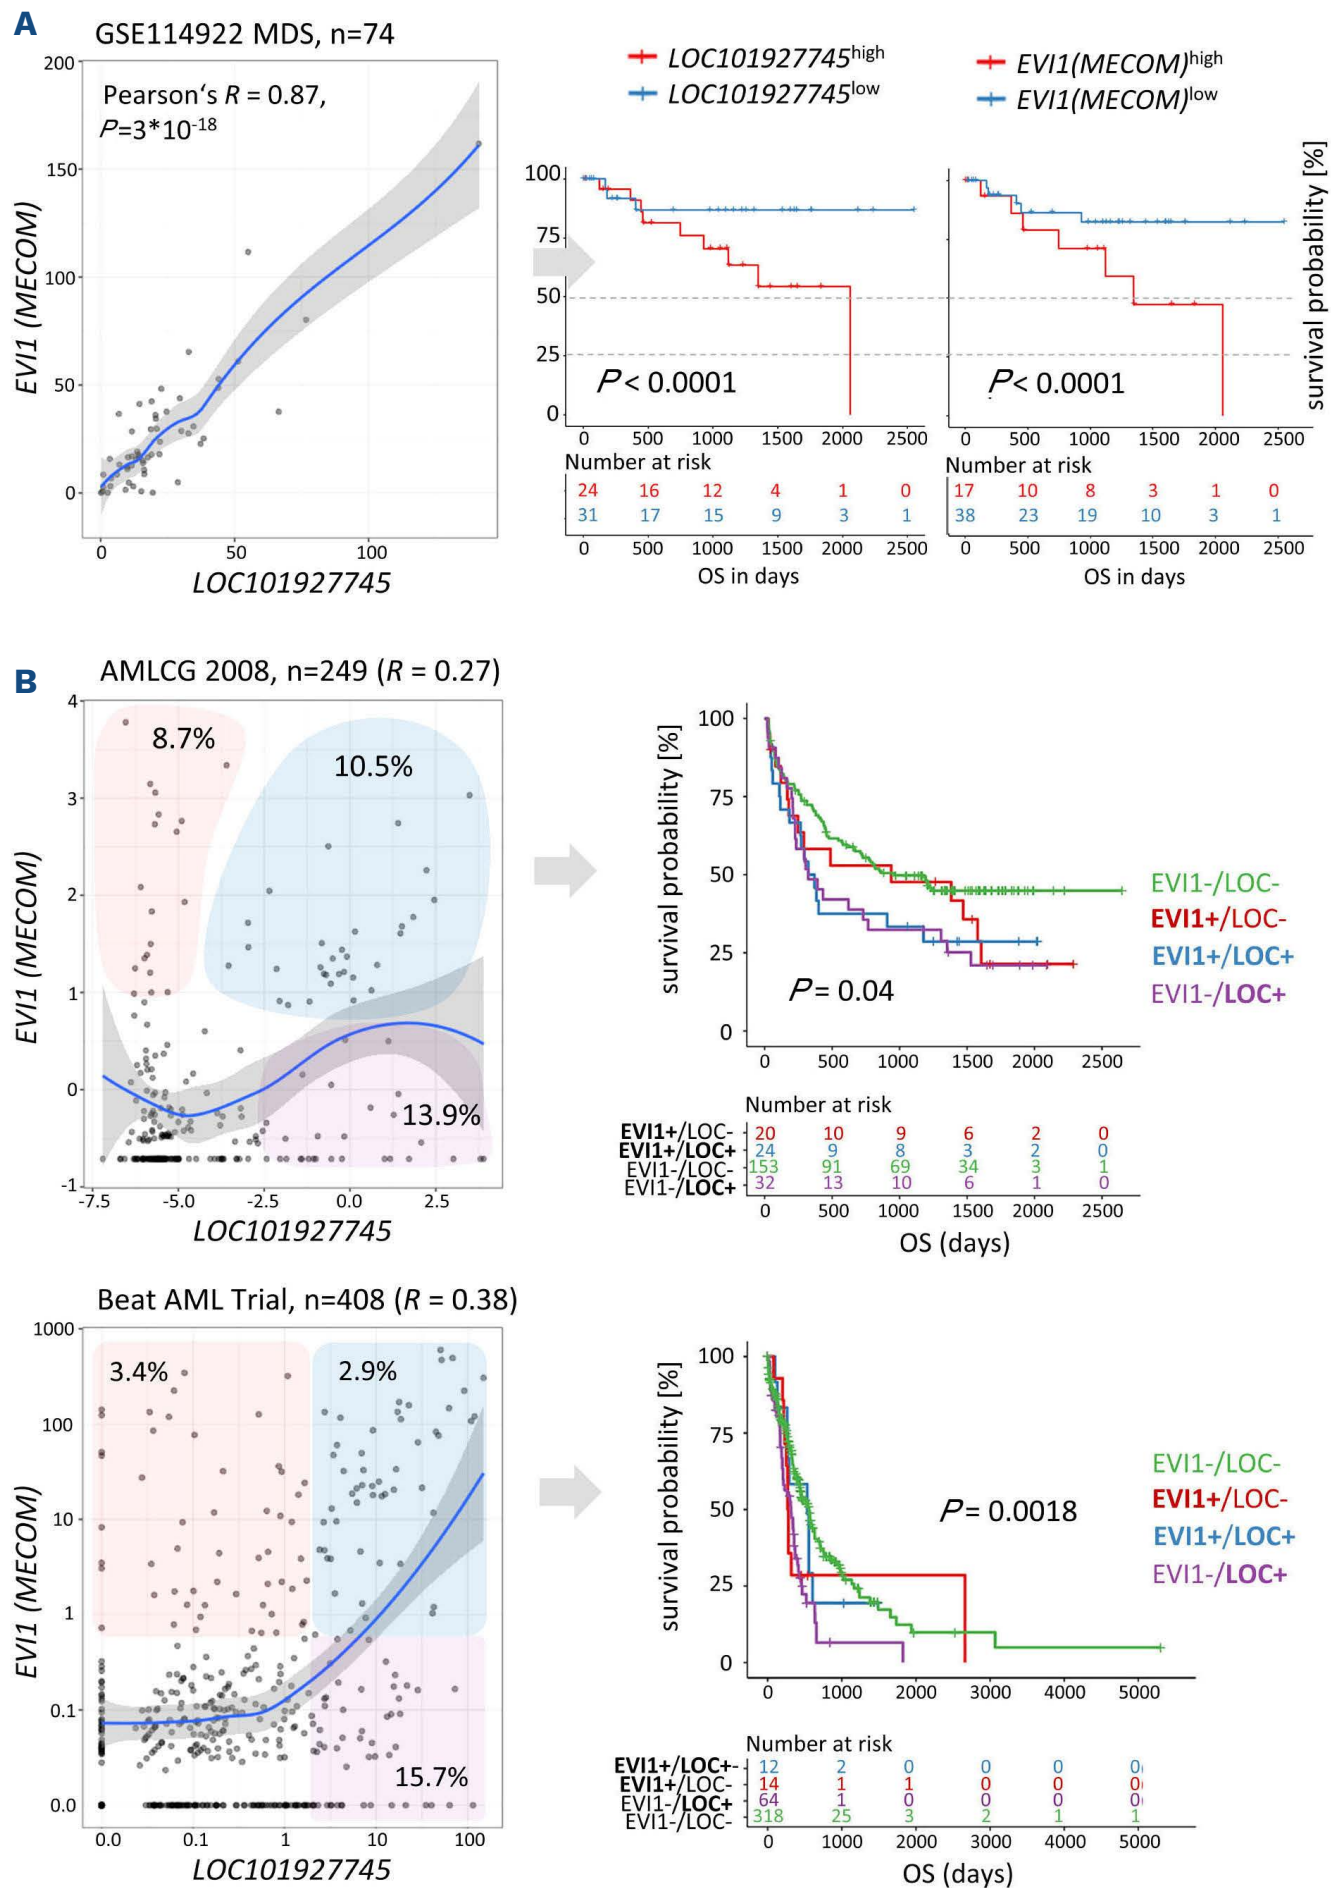 A
GSE114922 MDS, n=74
200
150
100
50
0
EVI1 (MECOM)
Pearson‘s R = 0.87,
P=3*10-18
0 50 100
LOC101927745
LOC101927745high
LOC101927745low
EVI1(MECOM)high
EVI1(MECOM)low
100
75
50
25
0
P < 0.0001
0 500 1000 1500 2000 2500
Number at risk
24 16 12 4 1 0
31 17 15 9 3 1
0 500 1000 1500 2000 2500
OS in days
survival probability [%]
P< 0.0001
0 500 1000 1500 2000 2500
Number at risk
17 10 8 3 1 0
38 23 19 10 3 1
0 500 1000 1500 2000 2500
OS in days
B
AMLCG 2008, n=249 (R = 0.27)
4
3
2
1
0
-1
EVI1 (MECOM)
8.7%
10.5%
13.9%
-7.5 -5.0 -2.5 0.0 2.5
LOC101927745
survival probability [%]
100
75
50
25
0
P = 0.04
0 500 1000 1500 2000 2500
EVI1-/LOC-
EVI1+/LOC-
EVI1+/LOC+
EVI1-/LOC+
Number at risk
EVI1+/LOC- 20 10 9 6 2 0
EVI1+/LOC+ 24 9 8 3 2 0
EVI1-/LOC- 153 91 69 34 3 1
EVI1-/LOC+ 32 13 10 6 1 0
0 500 1000 1500 2000 2500
OS (days)
Beat AML Trial, n=408 (R = 0.38)
1000
100
10
1
0.1
0.0
EVI1 (MECOM)
3.4%
2.9%
15.7%
0.0 0.1 1 10 100
LOC101927745
survival probability [%]
100
75
50
25
0
P = 0.0018
0 1000 2000 3000 4000 5000
EVI1-/LOC-
EVI1+/LOC-
EVI1+/LOC+
EVI1-/LOC+
Number at risk
EVI1+/LOC+- 12 2 0 0 0 0
EVI1+/LOC- 14 1 1 0 0 0
EVI1-/LOC+ 64 1 0 0 0 0
EVI1-/LOC- 318 25 3 2 1 1
0 1000 2000 3000 4000 5000
OS (days)